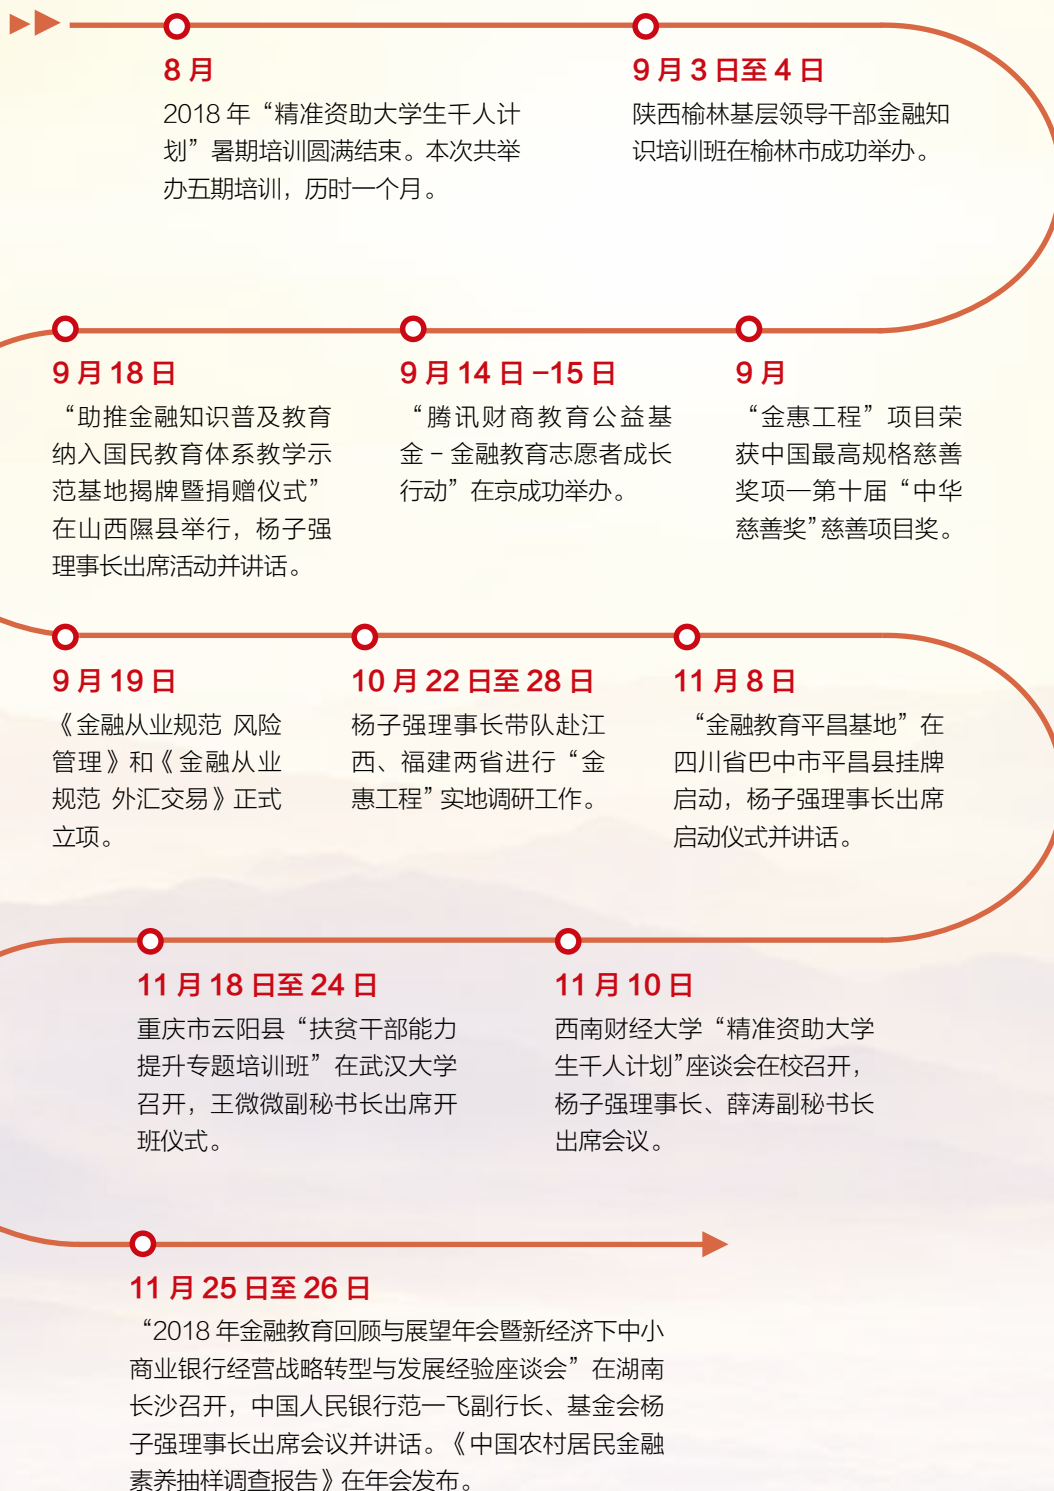 8 月
2018 年“精准资助大学生千人计
划”暑期培训圆满结束。本次共举
办五期培训，历时一个月。
9 月 3 日至 4 日
陕西榆林基层领导干部金融知
识培训班在榆林市成功举办。
9 月
“金惠工程”项目荣
获中国最高规格慈善
奖项—第十届“中华
慈善奖”慈善项目奖。
9 月 14 日 –15 日
“腾讯财商教育公益基
金 – 金融教育志愿者成长
行动”在京成功举办。
9 月 18 日
“助推金融知识普及教育
纳入国民教育体系教学示
范基地揭牌暨捐赠仪式”
在山西隰县举行，杨子强
理事长出席活动并讲话。
9 月 19 日
《金融从业规范 风险
管理》和《金融从业
规范 外汇交易》正式
立项。
10 月 22 日至 28 日
杨子强理事长带队赴江
西、福建两省进行“金
惠工程”实地调研工作。
11 月 8 日
“金融教育平昌基地”在
四川省巴中市平昌县挂牌
启动，杨子强理事长出席
启动仪式并讲话。
11 月 10 日
西南财经大学“精准资助大学
生千人计划”座谈会在校召开，
杨子强理事长、薛涛副秘书长
出席会议。
11 月 18 日至 24 日
重庆市云阳县“扶贫干部能力
提升专题培训班”在武汉大学
召开，王微微副秘书长出席开
班仪式。
11 月 25 日至 26 日
“2018 年金融教育回顾与展望年会暨新经济下中小
商业银行经营战略转型与发展经验座谈会”在湖南
长沙召开，中国人民银行范一飞副行长、基金会杨
子强理事长出席会议并讲话。《中国农村居民金融
素养抽样调查报告》在年会发布。